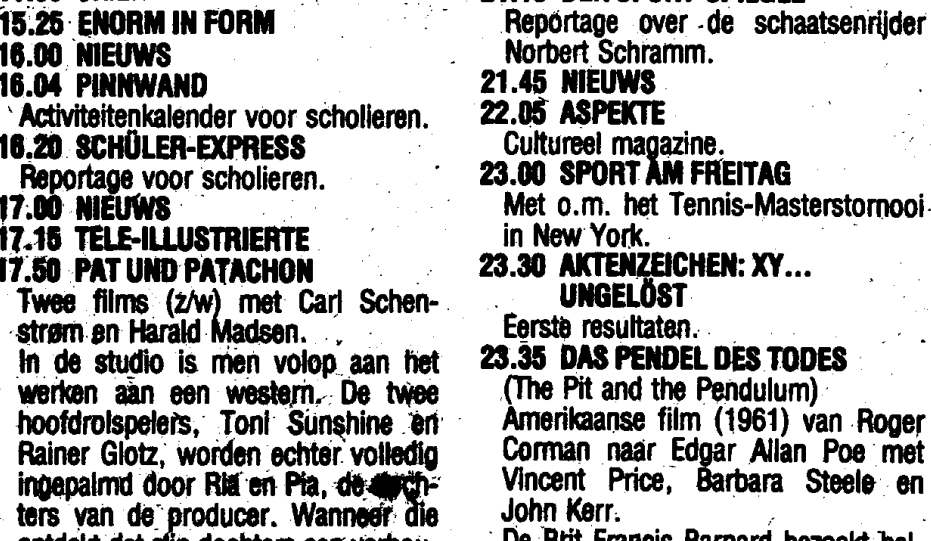 15.25 ENORM IN FORM
16.00 NIEUWS
16.04 PINNWAND
Activiteitenkalender voor scholieren.
16.20 SCHÜLER-EXPRESS
Reportage voor scholieren.
17.00 NIEUWS
17.15 TELE-ILLUSTRIERTE
17.50 PAT UND PATACHON
Twee films (z/w) met Carl Schen-
strøm en Harald Madsen.
In de studio is men volop aan het
werken aan een western. De twee
hoofdrolspelers, Toni Sunshine en
Rainer Glotz, worden echter volledig
ingepalmd door Ria en Pia, de
ters van de producer. Wanneer die
Reportage over de schaatsenrijder
Norbert Schramm.
21.45 NIEUWS
22.05 ASPEKTE
Cultureel magazine.
23.00 SPORT AM FREITAG
Met o.m. het Tennis-Masterstornooi
in New York.
23.30 AKTENZEICHEN: XY...
UNGELÖST
Eerste resultaten.
23.35 DAS PENDEL DES TODES
(The Pit and the Pendulum)
Amerikaanse film (1961) van Roger
Corman naar Edgar Allan Poe met
Vincent Price, Barbara Steele en
John Kerr.
De Brit Francis Barnard bezoekt